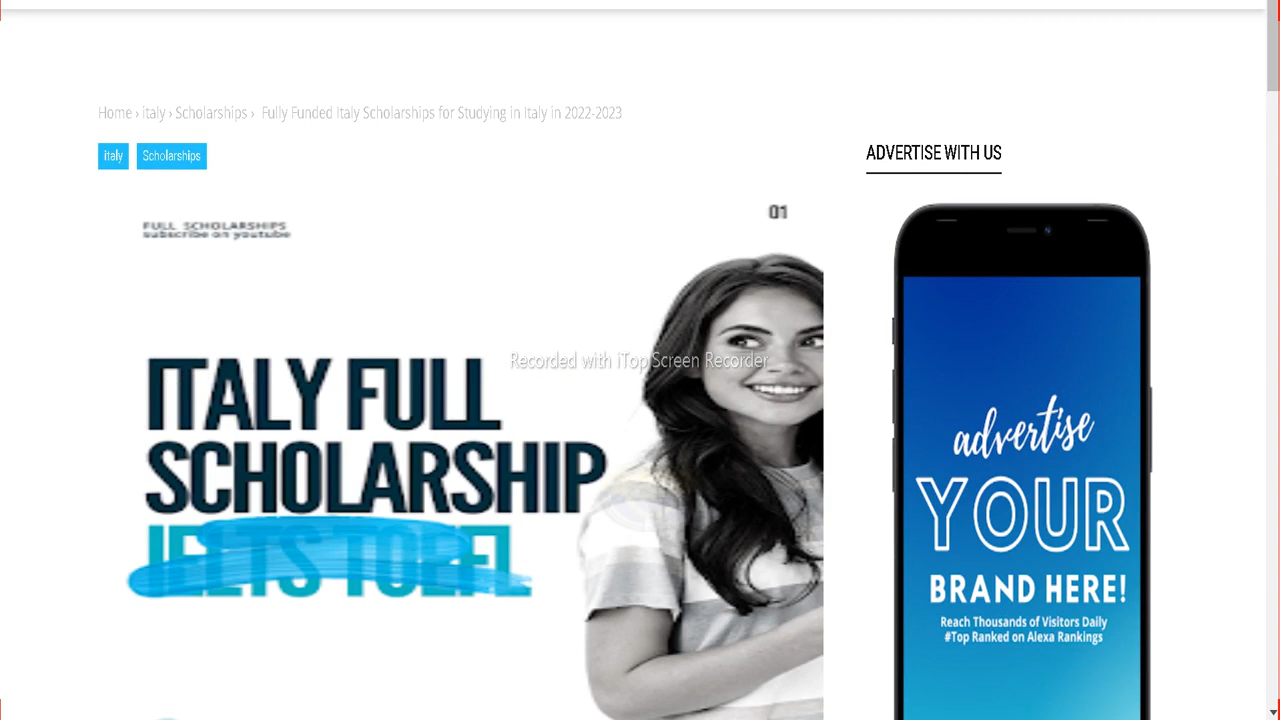 Home › italy › Scholarships › Fully Funded Italy Scholarships for Studying in Italy in 2022-2023
italy
Scholarships
ADVERTISE WITH US
01
FULL SCHOLARSHIPS
subscribe on youtube
Recorded with iTop Screen Recorder
ITALY FULL
SCHOLARSHIP
IELTS TOEFL
advertise
YOUR
BRAND HERE!
Reach Thousands of Visitors Daily
#Top Ranked on Alexa Rankings